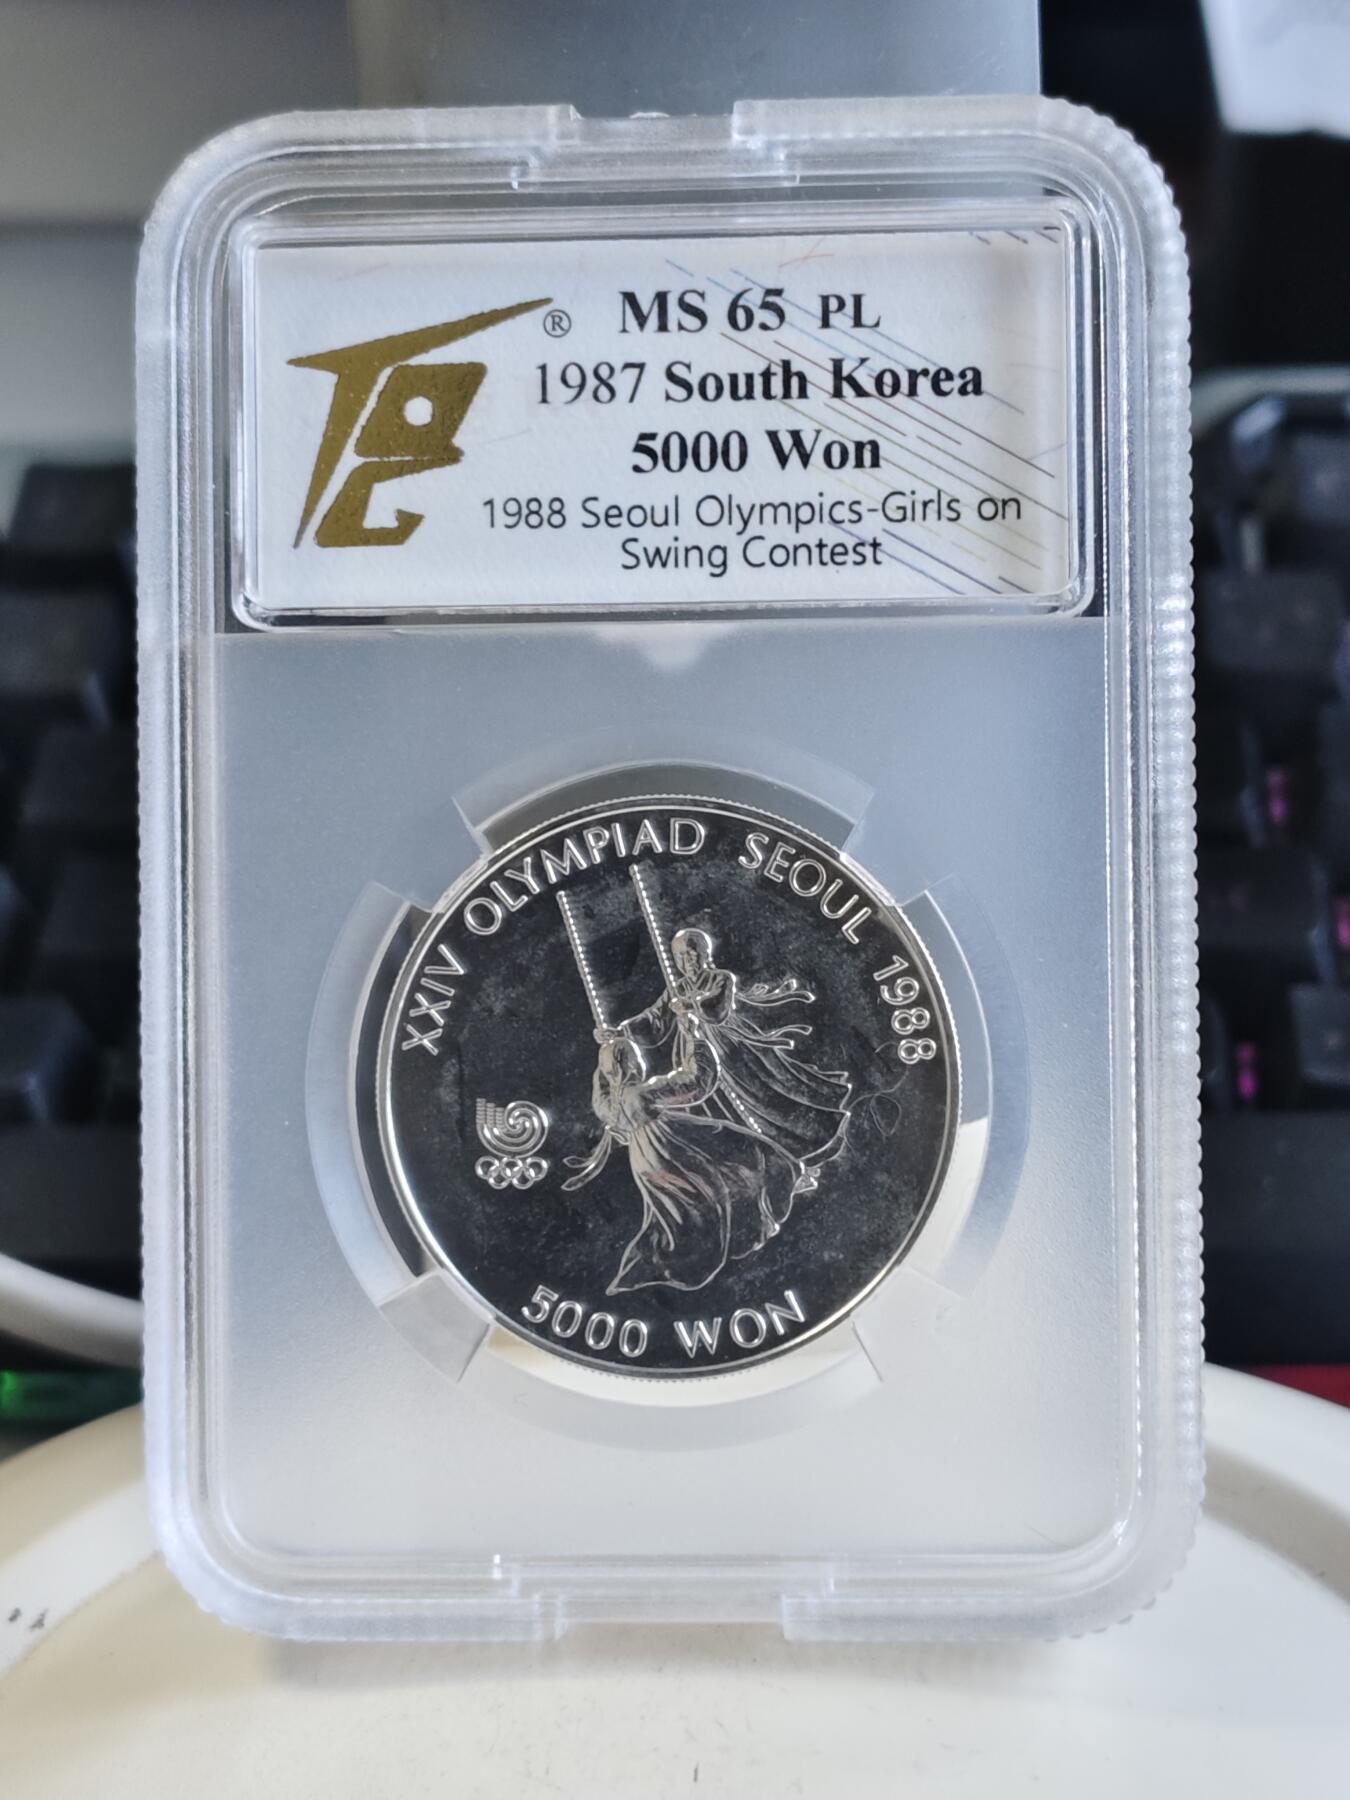 ® MS 65 PL
1987 South Korea
5000 Won
1988 Seoul Olympics-Girls on
Swing Contest
XXIV OLYMPIAD SEOUL 1988
5000 WON